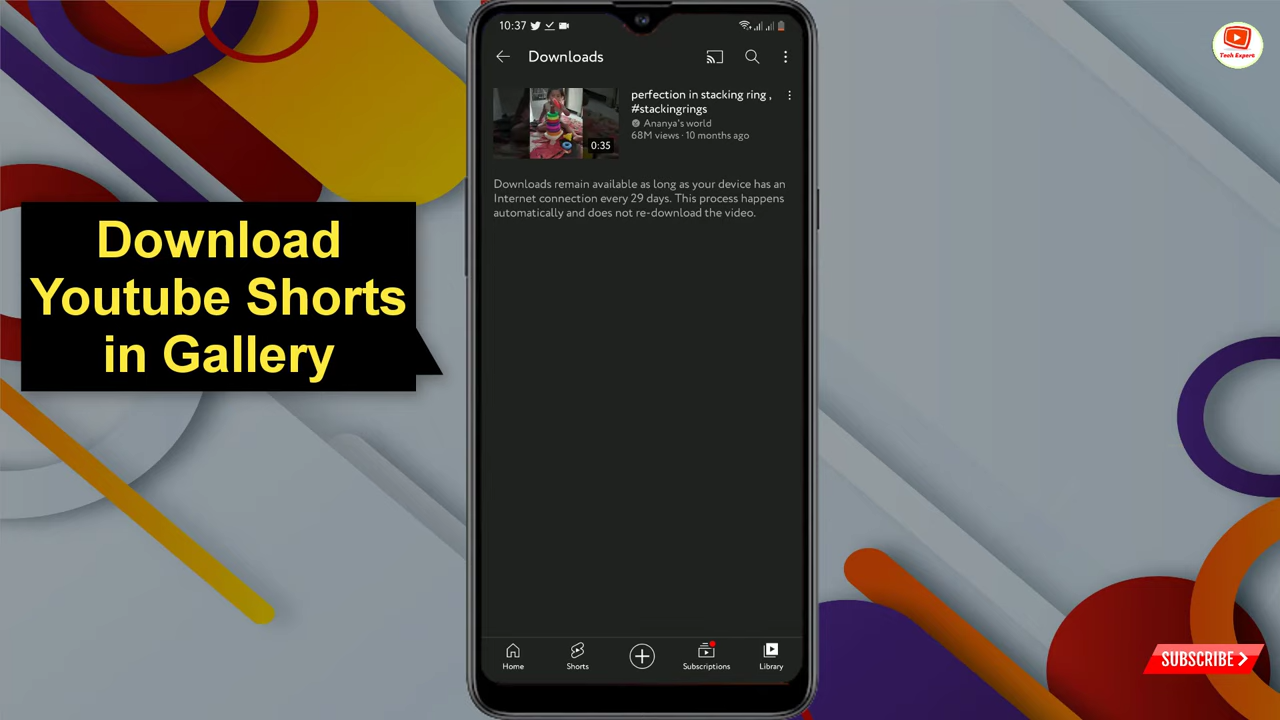 10:37
Downloads
perfection in stacking ring ,
#stackingrings
Ananya's world
68M views · 10 months ago
0:35
Downloads remain available as long as your device has an
Internet connection every 29 days. This process happens
automatically and does not re-download the video.
Download
Youtube Shorts
in Gallery
Home
Shorts
Subscriptions
Library
Tech Expert
SUBSCRIBE